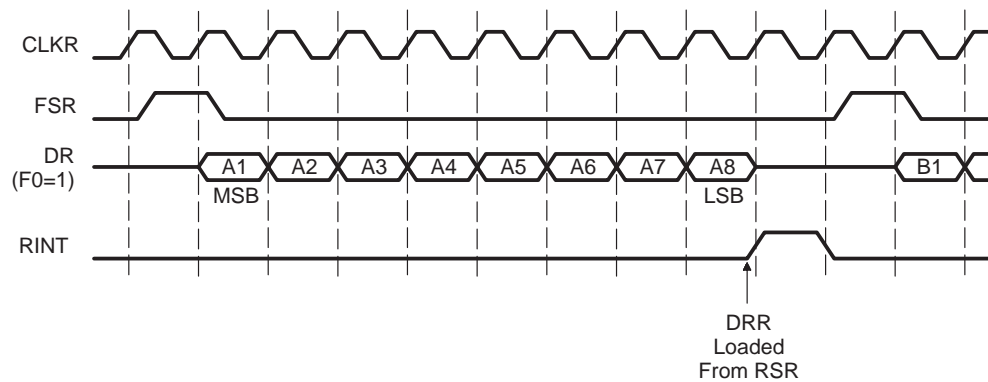 CLKR
FSR
DR
(F0=1)
A1 A2 A3 A4 A5 A6 A7 A8 B1
MSB LSB
RINT
DRR
Loaded
From RSR